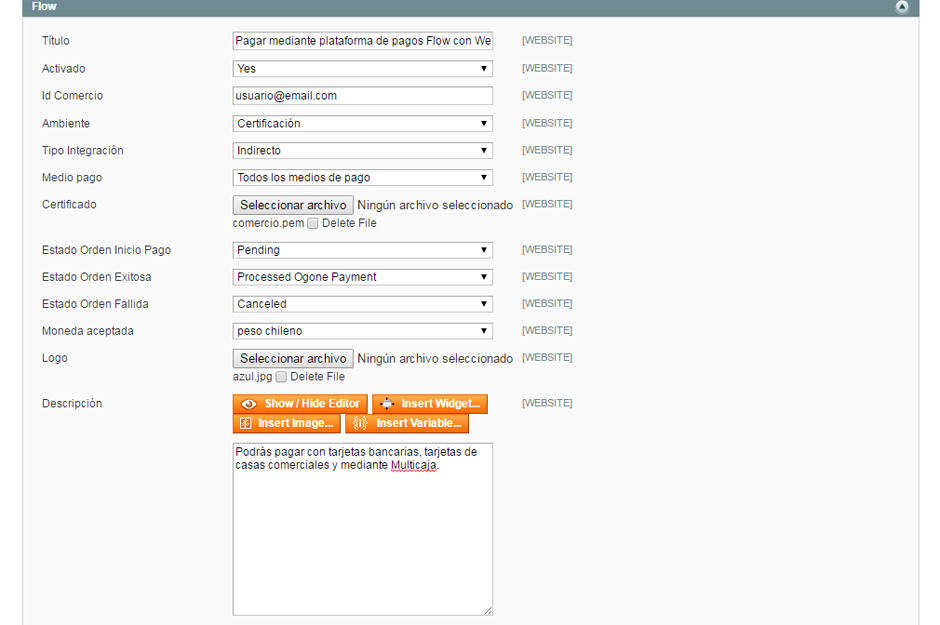 Flow
Título Pagar mediante plataforma de pagos Flow con We [WEBSITE]
Activado Yes [WEBSITE]
Id Comercio usuario@email.com [WEBSITE]
Ambiente Certificación [WEBSITE]
Tipo Integración Indirecto [WEBSITE]
Medio pago Todos los medios de pago [WEBSITE]
Certificado Seleccionar archivo Ningún archivo seleccionado [WEBSITE]
comercio.pem Delete File
Estado Orden Inicio Pago Pending [WEBSITE]
Estado Orden Exitosa Processed Ogone Payment [WEBSITE]
Estado Orden Fallida Canceled [WEBSITE]
Moneda aceptada peso chileno [WEBSITE]
Logo Seleccionar archivo Ningún archivo seleccionado [WEBSITE]
azul.jpg Delete File
Descripción Show / Hide Editor Insert Widget... [WEBSITE]
Insert Image... Insert Variable...
Podrás pagar con tarjetas bancarias, tarjetas de
casas comerciales y mediante Multicaja.